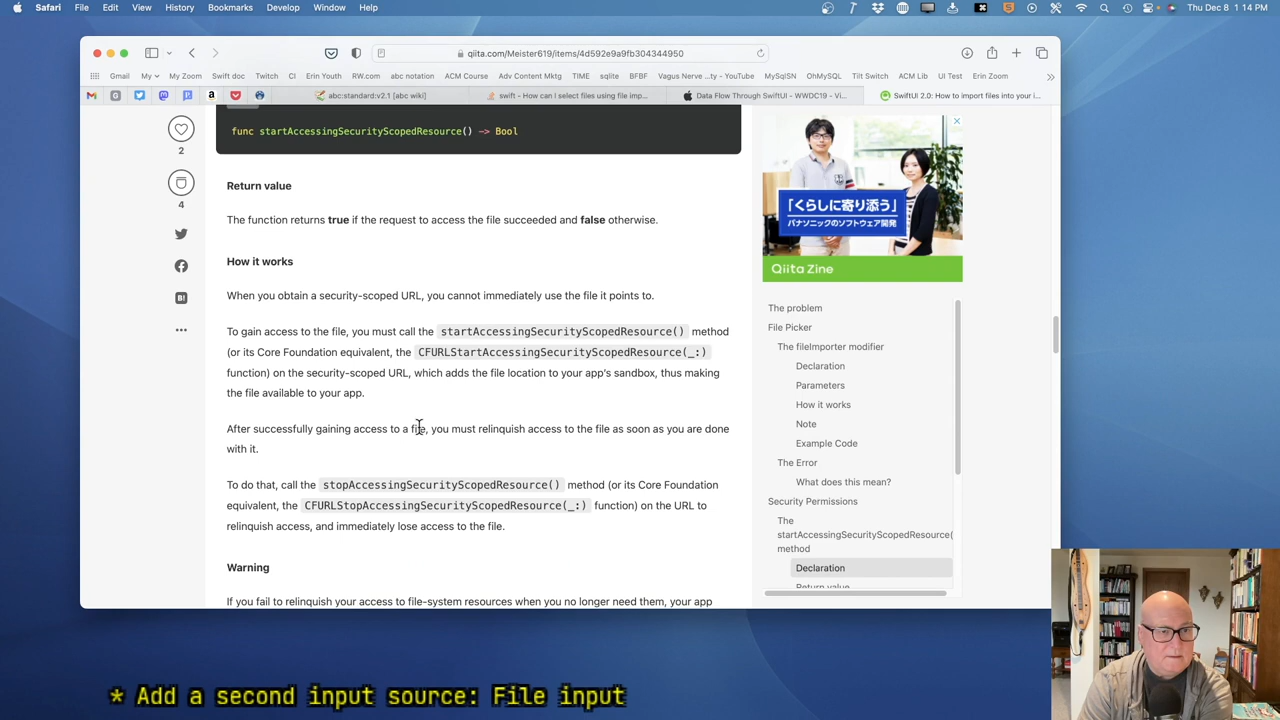 Safari File Edit View History Bookmarks Develop Window Help
Thu Dec 8 1:14 PM
qiita.com/Meister619/items/4d592e9a9fb304344950
Gmail My My Zoom Swift doc Twitch CI Erin Youth RW.com abc notation ACM Course Adv Content Mktg TIME sqlite BFBF Vagus Nerve ...ty - YouTube MySqlSN OhMySQL Tilt Switch ACM Lib UI Test Erin Zoom
abc:standard:v2.1 [abc wiki]
swift - How can I select files using file imp...
Data Flow Through SwiftUI - WWDC19 - Vi...
SwiftUI 2.0: How to import files into your i...
func startAccessingSecurityScopedResource() -> Bool
2
4
Return value
The function returns true if the request to access the file succeeded and false otherwise.
How it works
When you obtain a security-scoped URL, you cannot immediately use the file it points to.
To gain access to the file, you must call the startAccessingSecurityScopedResource() method
(or its Core Foundation equivalent, the CFURLStartAccessingSecurityScopedResource(_:)
function) on the security-scoped URL, which adds the file location to your app's sandbox, thus making
the file available to your app.
After successfully gaining access to a file, you must relinquish access to the file as soon as you are done
with it.
To do that, call the stopAccessingSecurityScopedResource() method (or its Core Foundation
equivalent, the CFURLStopAccessingSecurityScopedResource(_:) function) on the URL to
relinquish access, and immediately lose access to the file.
Warning
If you fail to relinquish your access to file-system resources when you no longer need them, your app
「くらしに寄り添う」
パナソニックのソフトウェア開発
Qiita Zine
The problem
File Picker
The fileImporter modifier
Declaration
Parameters
How it works
Note
Example Code
The Error
What does this mean?
Security Permissions
The
startAccessingSecurityScopedResource(
method
Declaration
Return value
* Add a second input source: File input